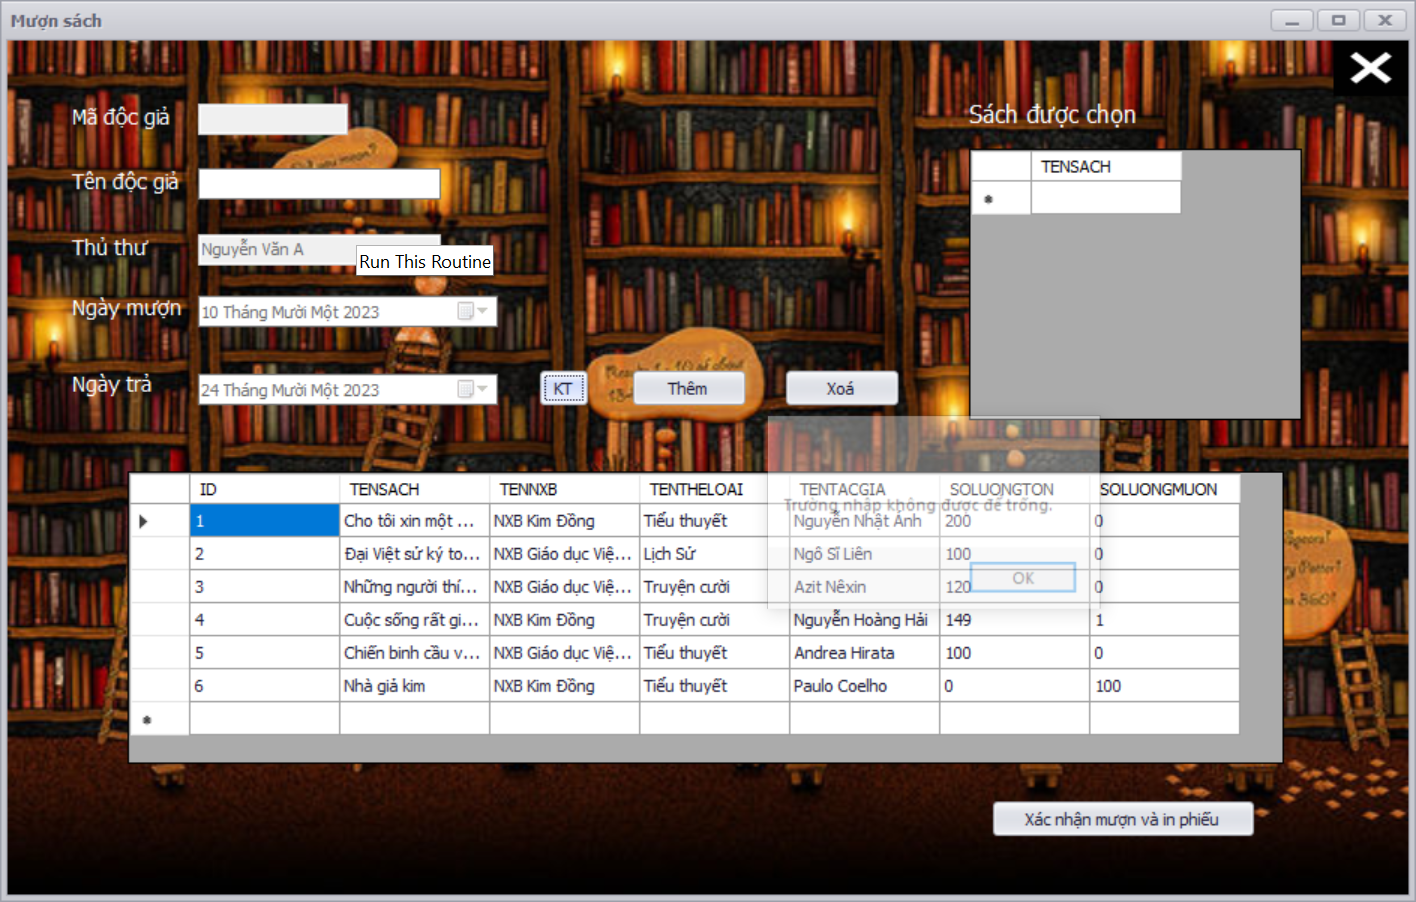 Mượn sách
Mã độc giả
Sách được chọn
TENSACH
Tên độc giả
Thủ thư
Nguyễn Văn A
Run This Routine
Ngày mượn
10 Tháng Mười Một 2023
Ngày trả
24 Tháng Mười Một 2023
KT
Thêm
Xoá
ID TENSACH TENNXB TENTHELOAI TENTACGIA SOLUONGTON SOLUONGMUON
Trường nhập không được để trống.
1 Cho tôi xin một ... NXB Kim Đồng Tiểu thuyết Nguyễn Nhật Ánh 200 0
2 Đại Việt sử ký to... NXB Giáo dục Việ... Lịch Sử Ngô Sĩ Liên 100 0
OK
3 Những người thí... NXB Giáo dục Việ... Truyện cười Azit Nêxin 120 0
4 Cuộc sống rất gi... NXB Kim Đồng Truyện cười Nguyễn Hoàng Hải 149 1
5 Chiến binh cầu v... NXB Giáo dục Việ... Tiểu thuyết Andrea Hirata 100 0
6 Nhà giả kim NXB Kim Đồng Tiểu thuyết Paulo Coelho 0 100
Xác nhận mượn và in phiếu